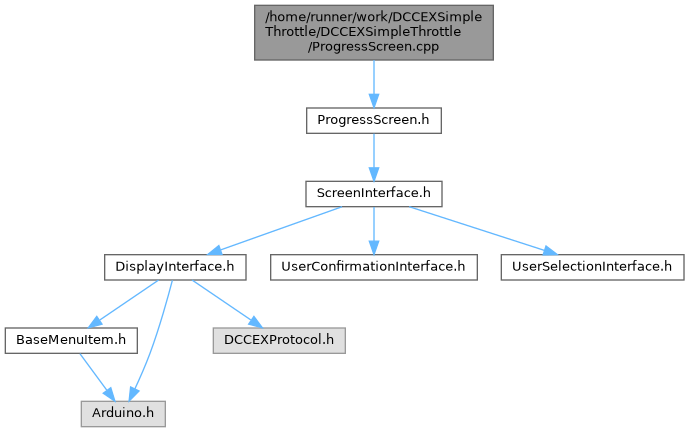 /home/runner/work/DCCEXSimple
Throttle/DCCEXSimpleThrottle
/ProgressScreen.cpp
ProgressScreen.h
ScreenInterface.h
DisplayInterface.h
UserConfirmationInterface.h
UserSelectionInterface.h
BaseMenuItem.h
DCCEXProtocol.h
Arduino.h